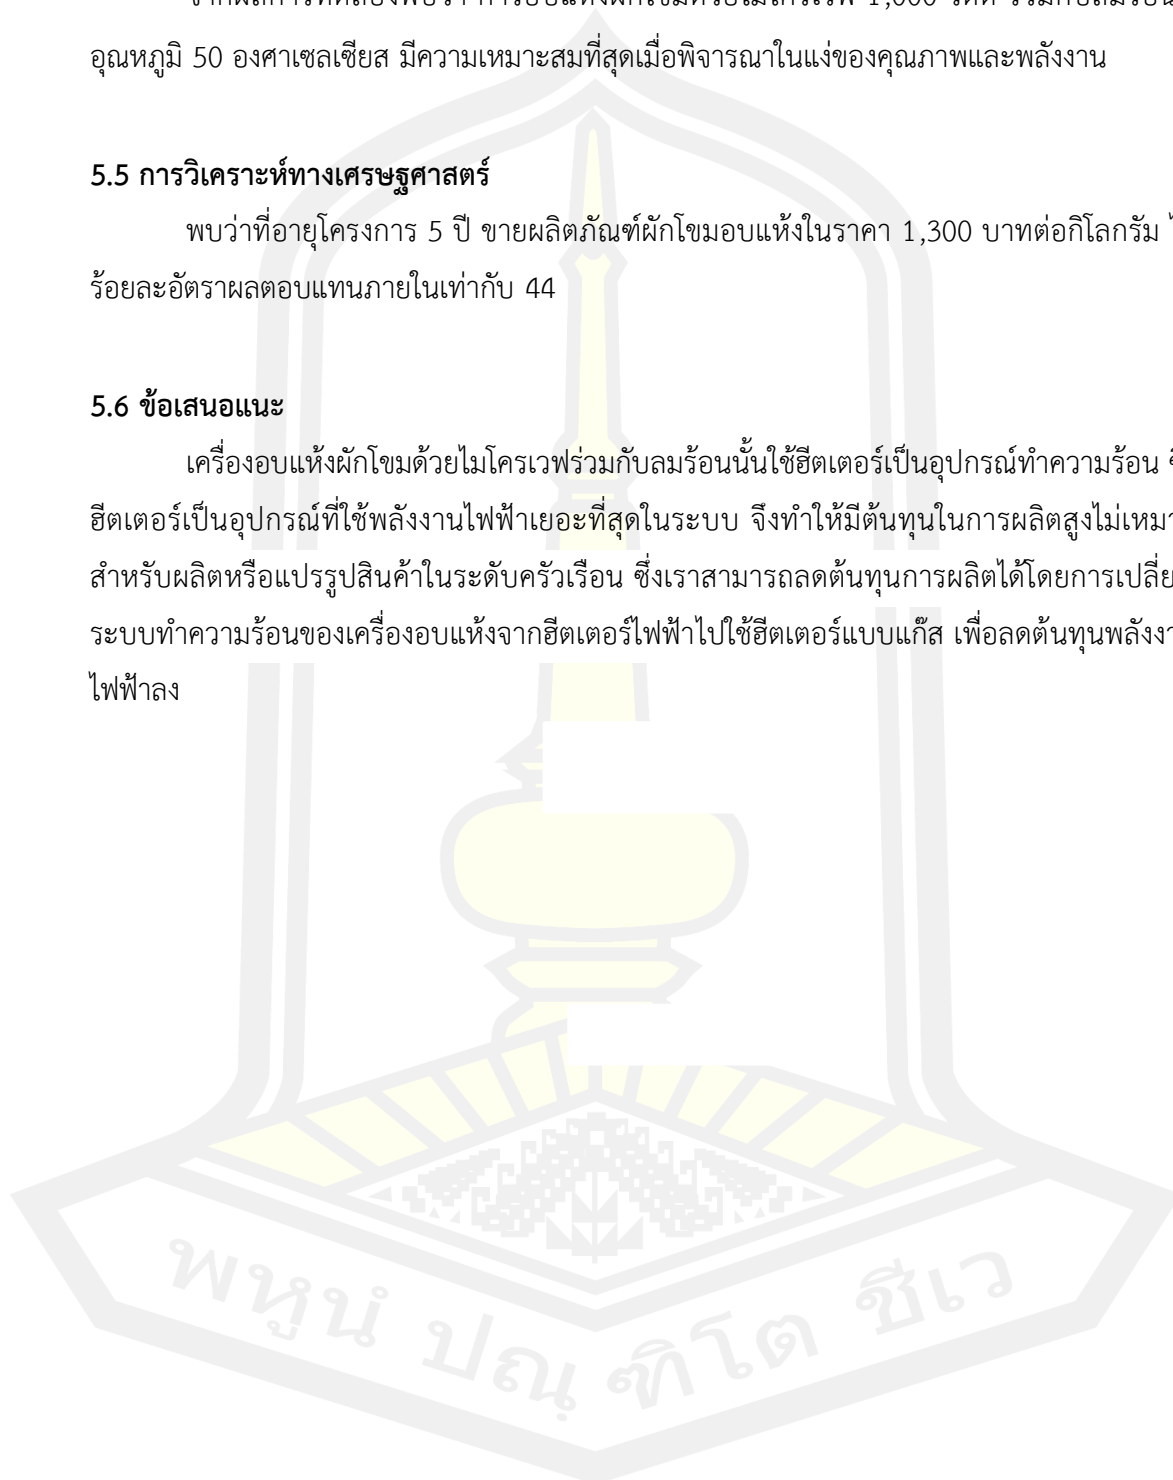 อุณหภูมิ 50 องศาเซลเซียส มีความเหมาะสมที่สุดเมื่อพิจารณาในแง่ของคุณภาพและพลังงาน
5.5 การวิเคราะห์ทางเศรษฐศาสตร์
พบว่าที่อายุโครงการ 5 ปี ขายผลิตภัณฑ์ผักโขมอบแห้งในราคา 1,300 บาทต่อกิโลกรัม
ร้อยละอัตราผลตอบแทนภายในเท่ากับ 44
5.6 ข้อเสนอแนะ
เครื่องอบแห้งผักโขมด้วยไมโครเวฟร่วมกับลมร้อนนั้นใช้ฮีตเตอร์เป็นอุปกรณ์ทำความร้อน
ฮีตเตอร์เป็นอุปกรณ์ที่ใช้พลังงานไฟฟ้าเยอะที่สุดในระบบ จึงทำให้มีต้นทุนในการผลิตสูงไม่เหมา
สำหรับผลิตหรือแปรรูปสินค้าในระดับครัวเรือน ซึ่งเราสามารถลดต้นทุนการผลิตได้โดยการเปลี่ย
ระบบทำความร้อนของเครื่องอบแห้งจากฮีตเตอร์ไฟฟ้าไปใช้ฮีตเตอร์แบบแก๊ส เพื่อลดต้นทุนพลังงา
ไฟฟ้าลง
พหูนํ ปณฺฑิโต ชีเว